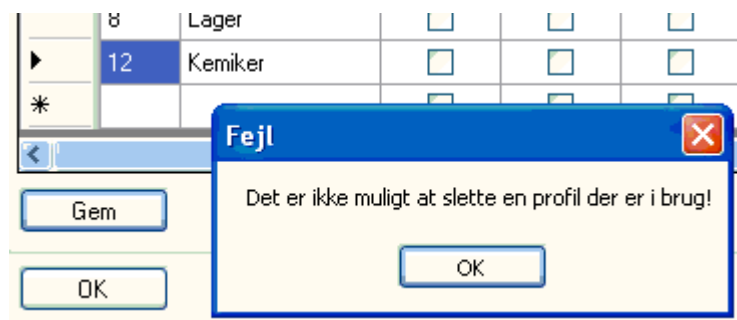 8 Lager
12 Kemiker
Fejl
Det er ikke muligt at slette en profil der er i brug!
Gem
OK
OK